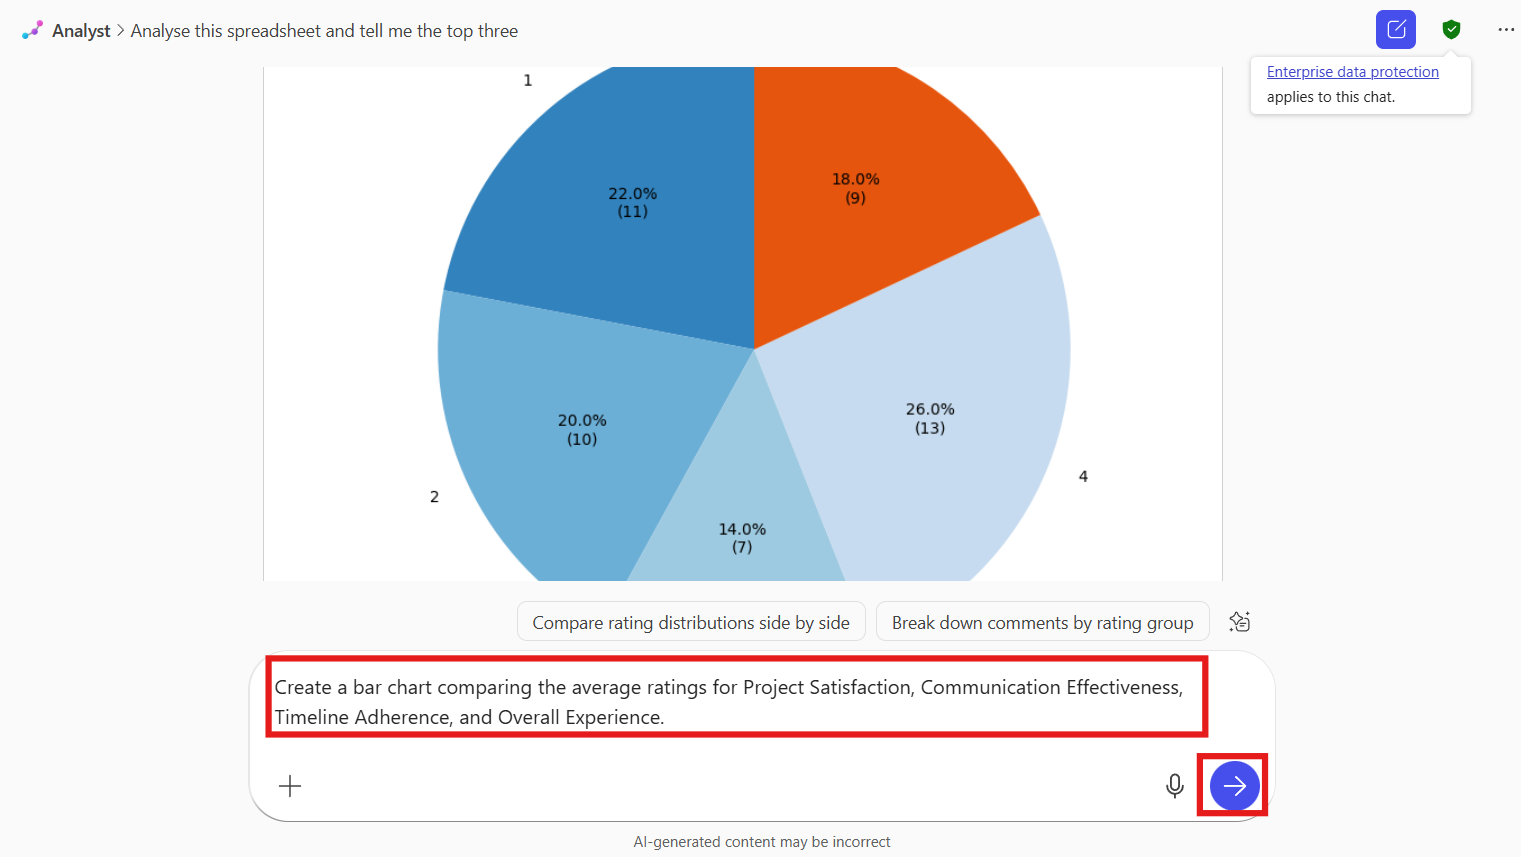 Analyst > Analyse this spreadsheet and tell me the top three
Enterprise data protection
applies to this chat.
1
22.0%
(11)
18.0%
(9)
20.0%
(10)
26.0%
(13)
4
2
14.0%
(7)
Compare rating distributions side by side
Break down comments by rating group
Create a bar chart comparing the average ratings for Project Satisfaction, Communication Effectiveness,
Timeline Adherence, and Overall Experience.
AI-generated content may be incorrect